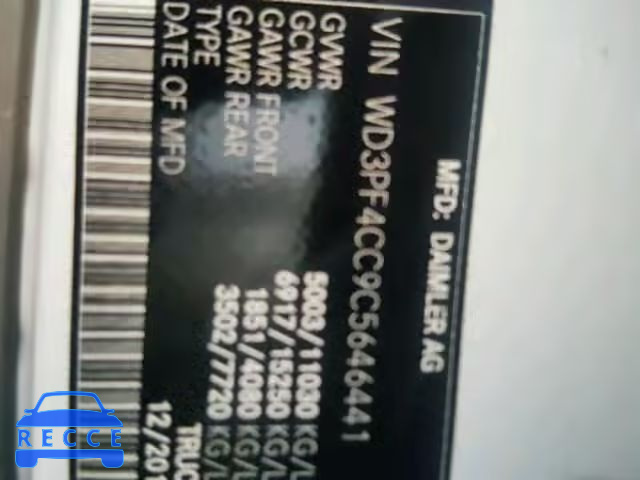 MFD: DAIMLER AG
VIN WD3PF4CC9C5646441
GVWR 5003/11030 KG/L
GCWR 6917/15250 KG/L
GAWR FRONT 1851/4080 KG/L
GAWR REAR 3502/7720 KG/L
TYPE TRUC
DATE OF MFD 12/201
RECCE